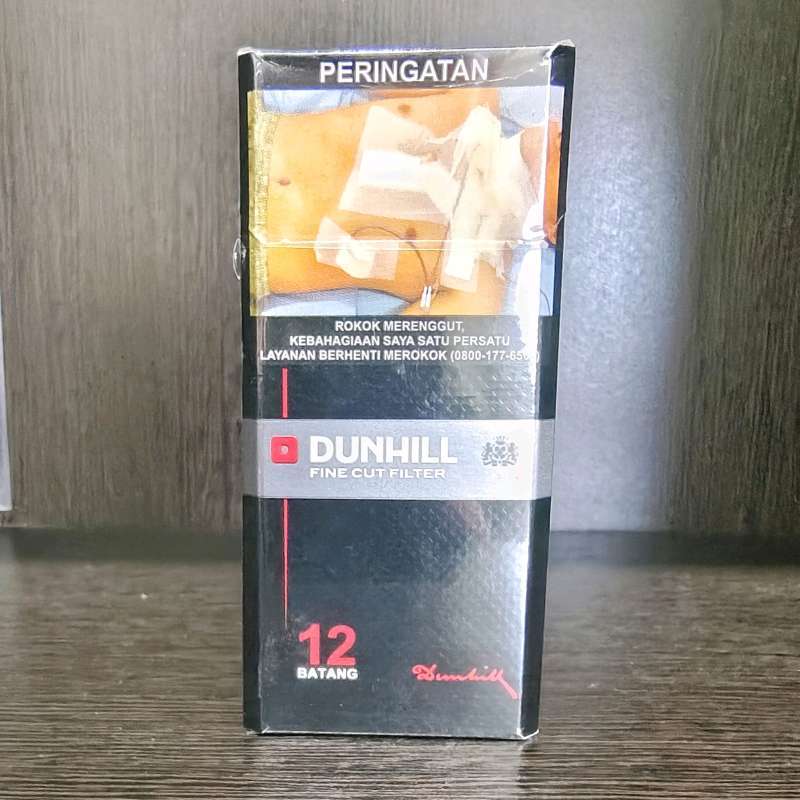 PERINGATAN
ROKOK MERENGGUT,
KEBAHAGIAAN SAYA SATU PERSATU
LAYANAN BERHENTI MEROKOK
DUNHILL
FINE CUT FILTER
12
BATANG
Dunhill